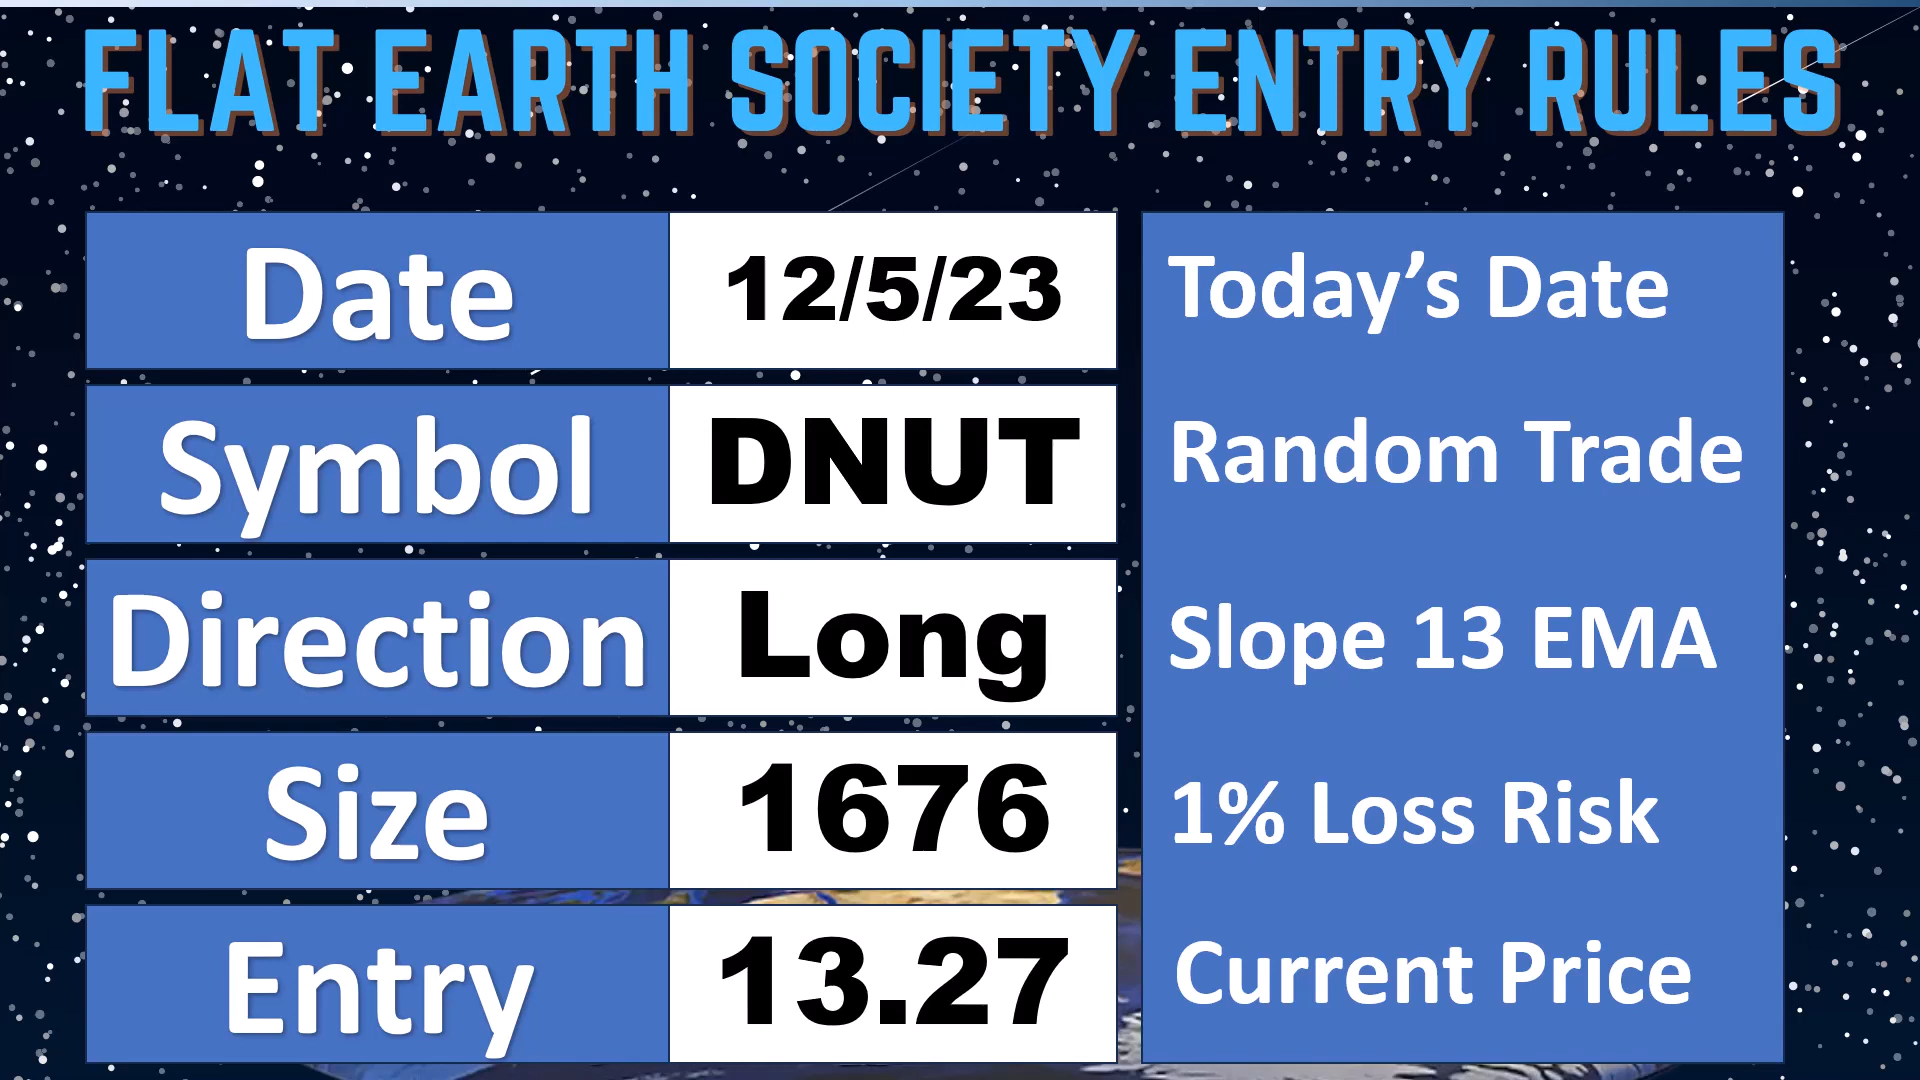 FLAT EARTH SOCIETY ENTRY RULES
Date 12/5/23 Today’s Date
Symbol DNUT Random Trade
Direction Long Slope 13 EMA
Size 1676 1% Loss Risk
Entry 13.27 Current Price